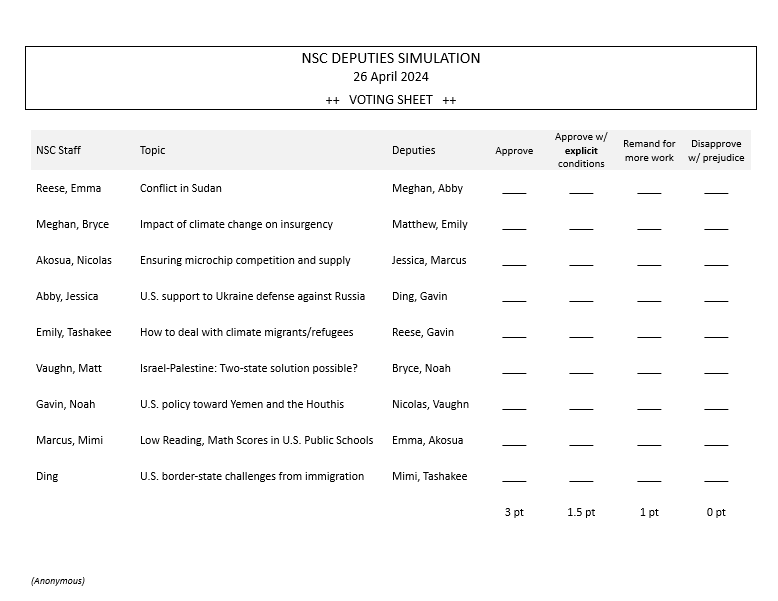 NSC DEPUTIES SIMULATION
26 April 2024
++ VOTING SHEET ++
NSC Staff Topic Deputies Approve Approve w/ explicit conditions Remand for more work Disapprove w/ prejudice
Reese, Emma Conflict in Sudan Meghan, Abby ____ ____ ____ ____
Meghan, Bryce Impact of climate change on insurgency Matthew, Emily ____ ____ ____ ____
Akosua, Nicolas Ensuring microchip competition and supply Jessica, Marcus ____ ____ ____ ____
Abby, Jessica U.S. support to Ukraine defense against Russia Ding, Gavin ____ ____ ____ ____
Emily, Tashakee How to deal with climate migrants/refugees Reese, Gavin ____ ____ ____ ____
Vaughn, Matt Israel-Palestine: Two-state solution possible? Bryce, Noah ____ ____ ____ ____
Gavin, Noah U.S. policy toward Yemen and the Houthis Nicolas, Vaughn ____ ____ ____ ____
Marcus, Mimi Low Reading, Math Scores in U.S. Public Schools Emma, Akosua ____ ____ ____ ____
Ding U.S. border-state challenges from immigration Mimi, Tashakee ____ ____ ____ ____
3 pt 1.5 pt 1 pt 0 pt
(Anonymous)